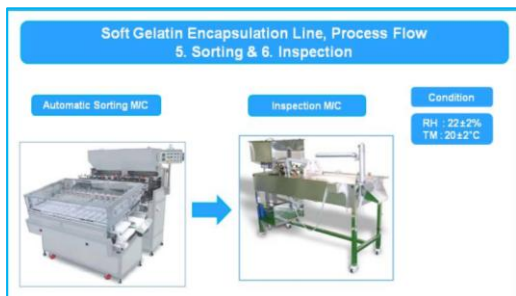 Soft Gelatin Encapsulation Line, Process Flow
5. Sorting & 6. Inspection
Automatic Sorting M/C
Inspection M/C
Condition
RH : 22±2%
TM : 20±2°C